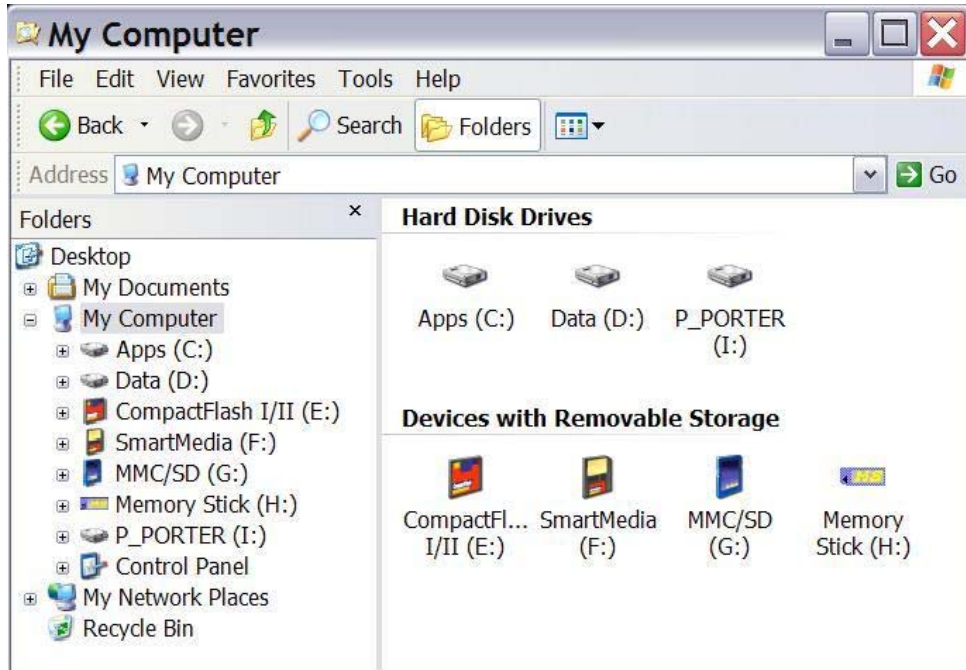 My Computer
File Edit View Favorites Tools Help
Back Search Folders
Address My Computer Go
Folders x
Desktop
My Documents
My Computer
Apps (C:)
Data (D:)
CompactFlash I/II (E:)
SmartMedia (F:)
MMC/SD (G:)
Memory Stick (H:)
P_PORTER (I:)
Control Panel
My Network Places
Recycle Bin
Hard Disk Drives
Apps (C:) Data (D:) P_PORTER
(I:)
Devices with Removable Storage
CompactFl... SmartMedia MMC/SD Memory
I/II (E:) (F:) (G:) Stick (H:)